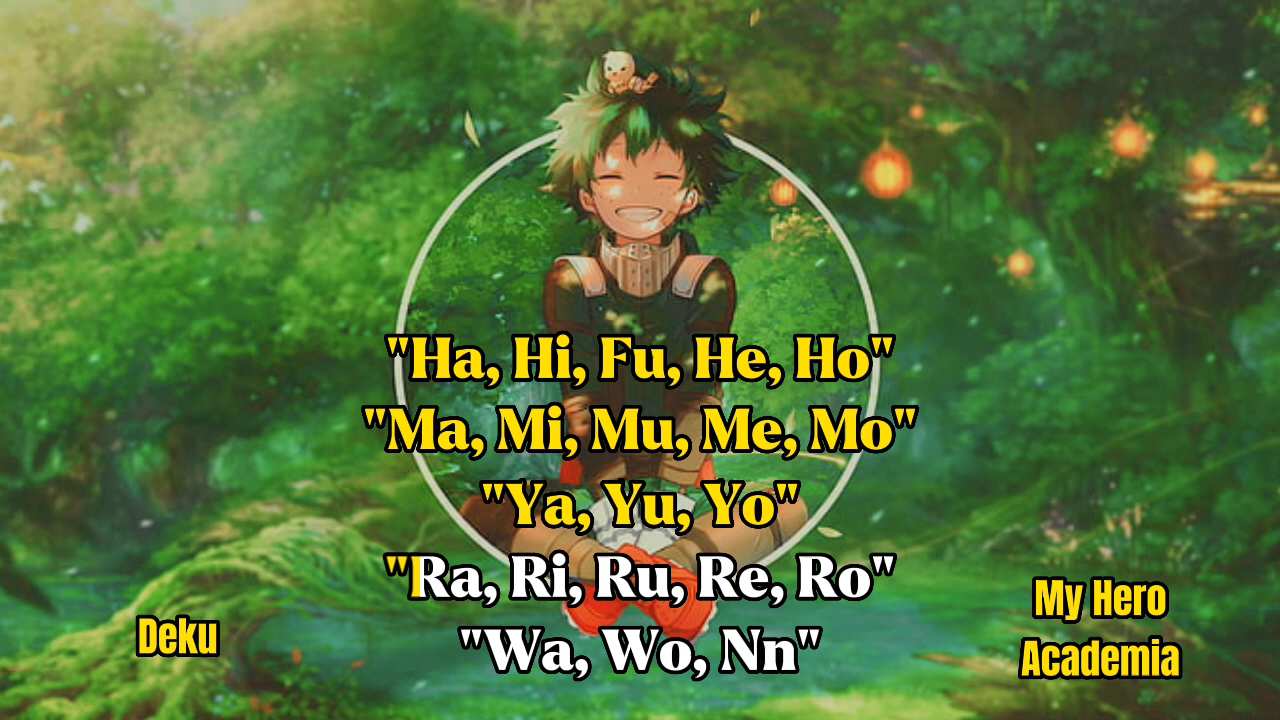 "Ha, Hi, Fu, He, Ho"
"Ma, Mi, Mu, Me, Mo"
"Ya, Yu, Yo"
"Ra, Ri, Ru, Re, Ro"
"Wa, Wo, Nn"
Deku
My Hero
Academia